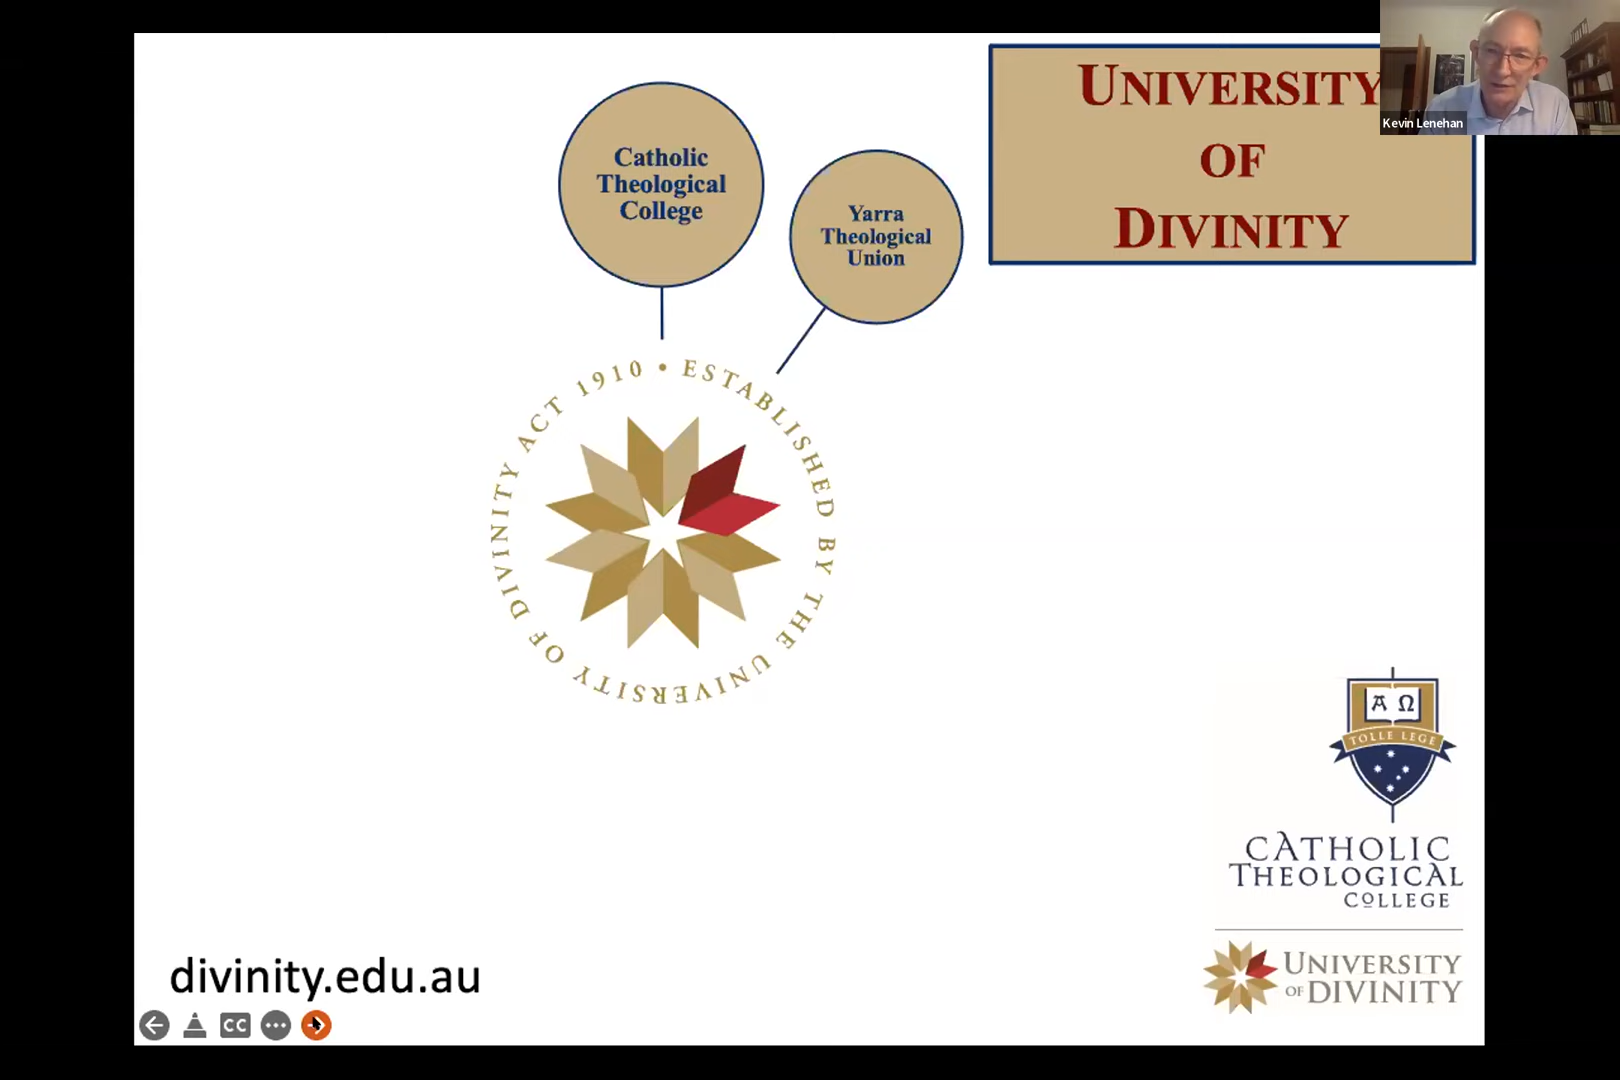 Catholic
Theological
College
Yarra
Theological
Union
UNIVERSITY
OF
DIVINITY
Kevin Lenehan
ESTABLISHED BY THE UNIVERSITY OF DIVINITY ACT 1910 •
A Ω
TOLLE LEGE
CATHOLIC
THEOLOGICAL
COLLEGE
UNIVERSITY
OF DIVINITY
divinity.edu.au
CC